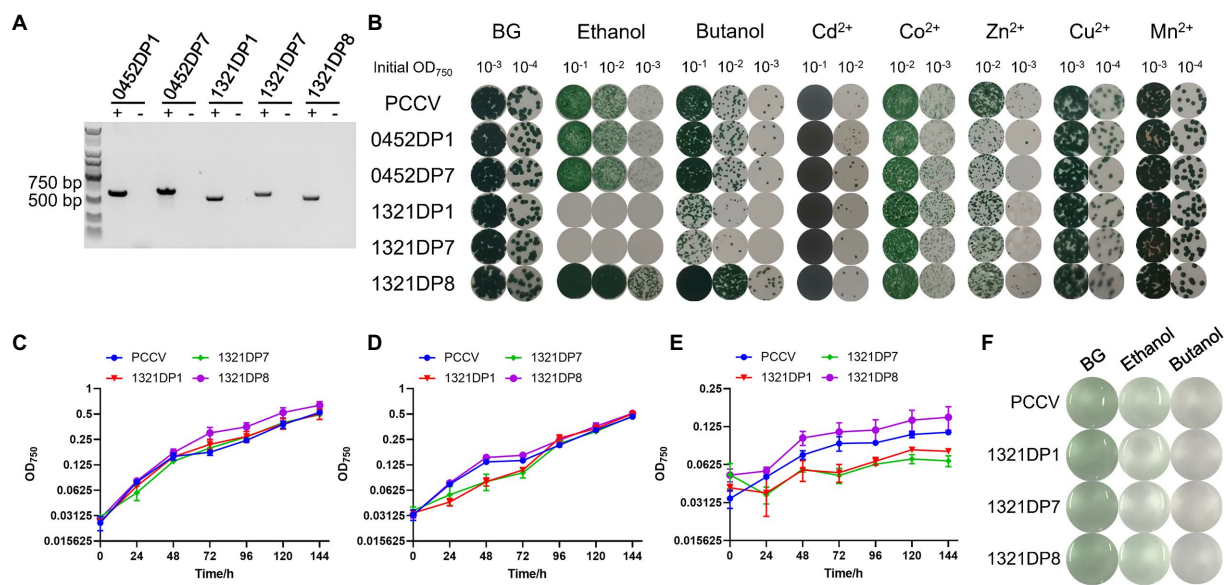 A
0452DP1
0452DP7
1321DP1
1321DP7
1321DP8
+ - + - + - + - + -
750 bp
500 bp
B
BG Ethanol Butanol Cd²⁺ Co²⁺ Zn²⁺ Cu²⁺ Mn²⁺
Initial OD₇₅₀ 10⁻³ 10⁻⁴ 10⁻¹ 10⁻² 10⁻³ 10⁻¹ 10⁻² 10⁻³ 10⁻¹ 10⁻² 10⁻² 10⁻³ 10⁻² 10⁻³ 10⁻³ 10⁻⁴ 10⁻³ 10⁻⁴
PCCV
0452DP1
0452DP7
1321DP1
1321DP7
1321DP8
C
PCCV 1321DP7
1321DP1 1321DP8
OD₇₅₀
1
0.5
0.25
0.125
0.0625
0.03125
0.015625
0 24 48 72 96 120 144
Time/h
D
PCCV 1321DP7
1321DP1 1321DP8
OD₇₅₀
1
0.5
0.25
0.125
0.0625
0.03125
0.015625
0 24 48 72 96 120 144
Time/h
E
PCCV 1321DP7
1321DP1 1321DP8
OD₇₅₀
0.25
0.125
0.0625
0.03125
0.015625
0 24 48 72 96 120 144
Time/h
F
BG Ethanol Butanol
PCCV
1321DP1
1321DP7
1321DP8